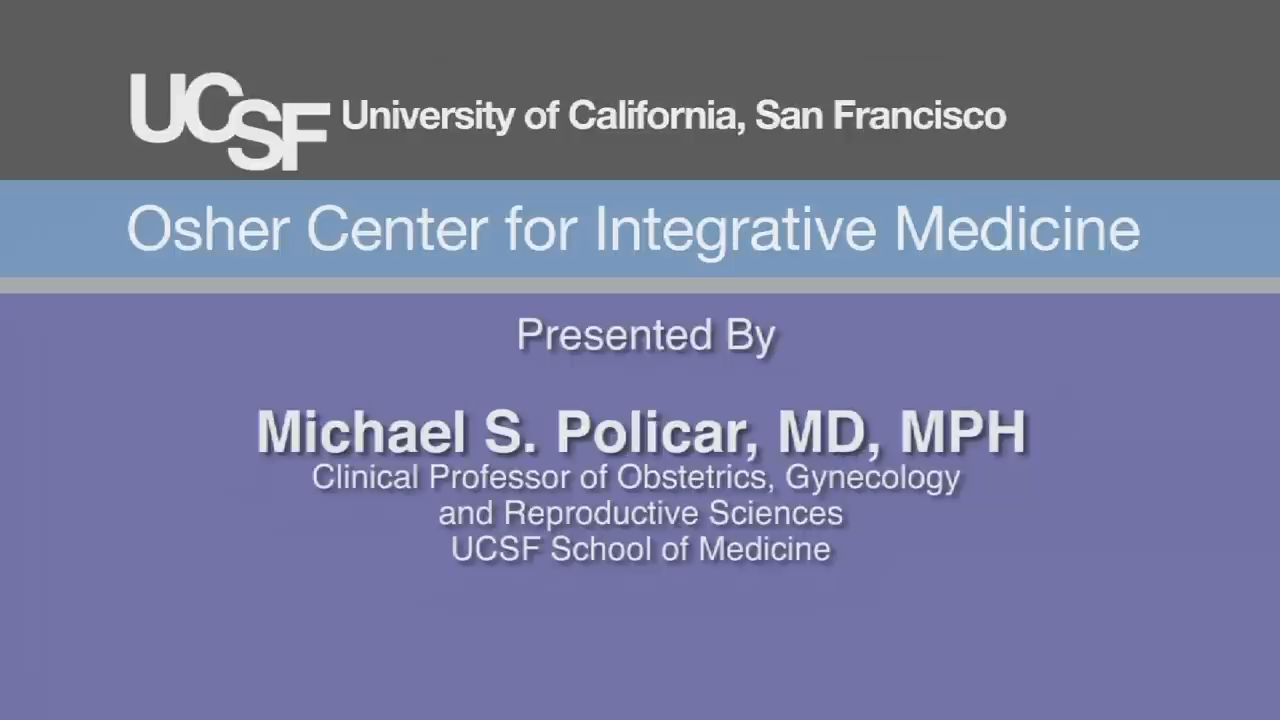 UCSF University of California, San Francisco
Osher Center for Integrative Medicine
Presented By
Michael S. Policar, MD, MPH
Clinical Professor of Obstetrics, Gynecology
and Reproductive Sciences
UCSF School of Medicine